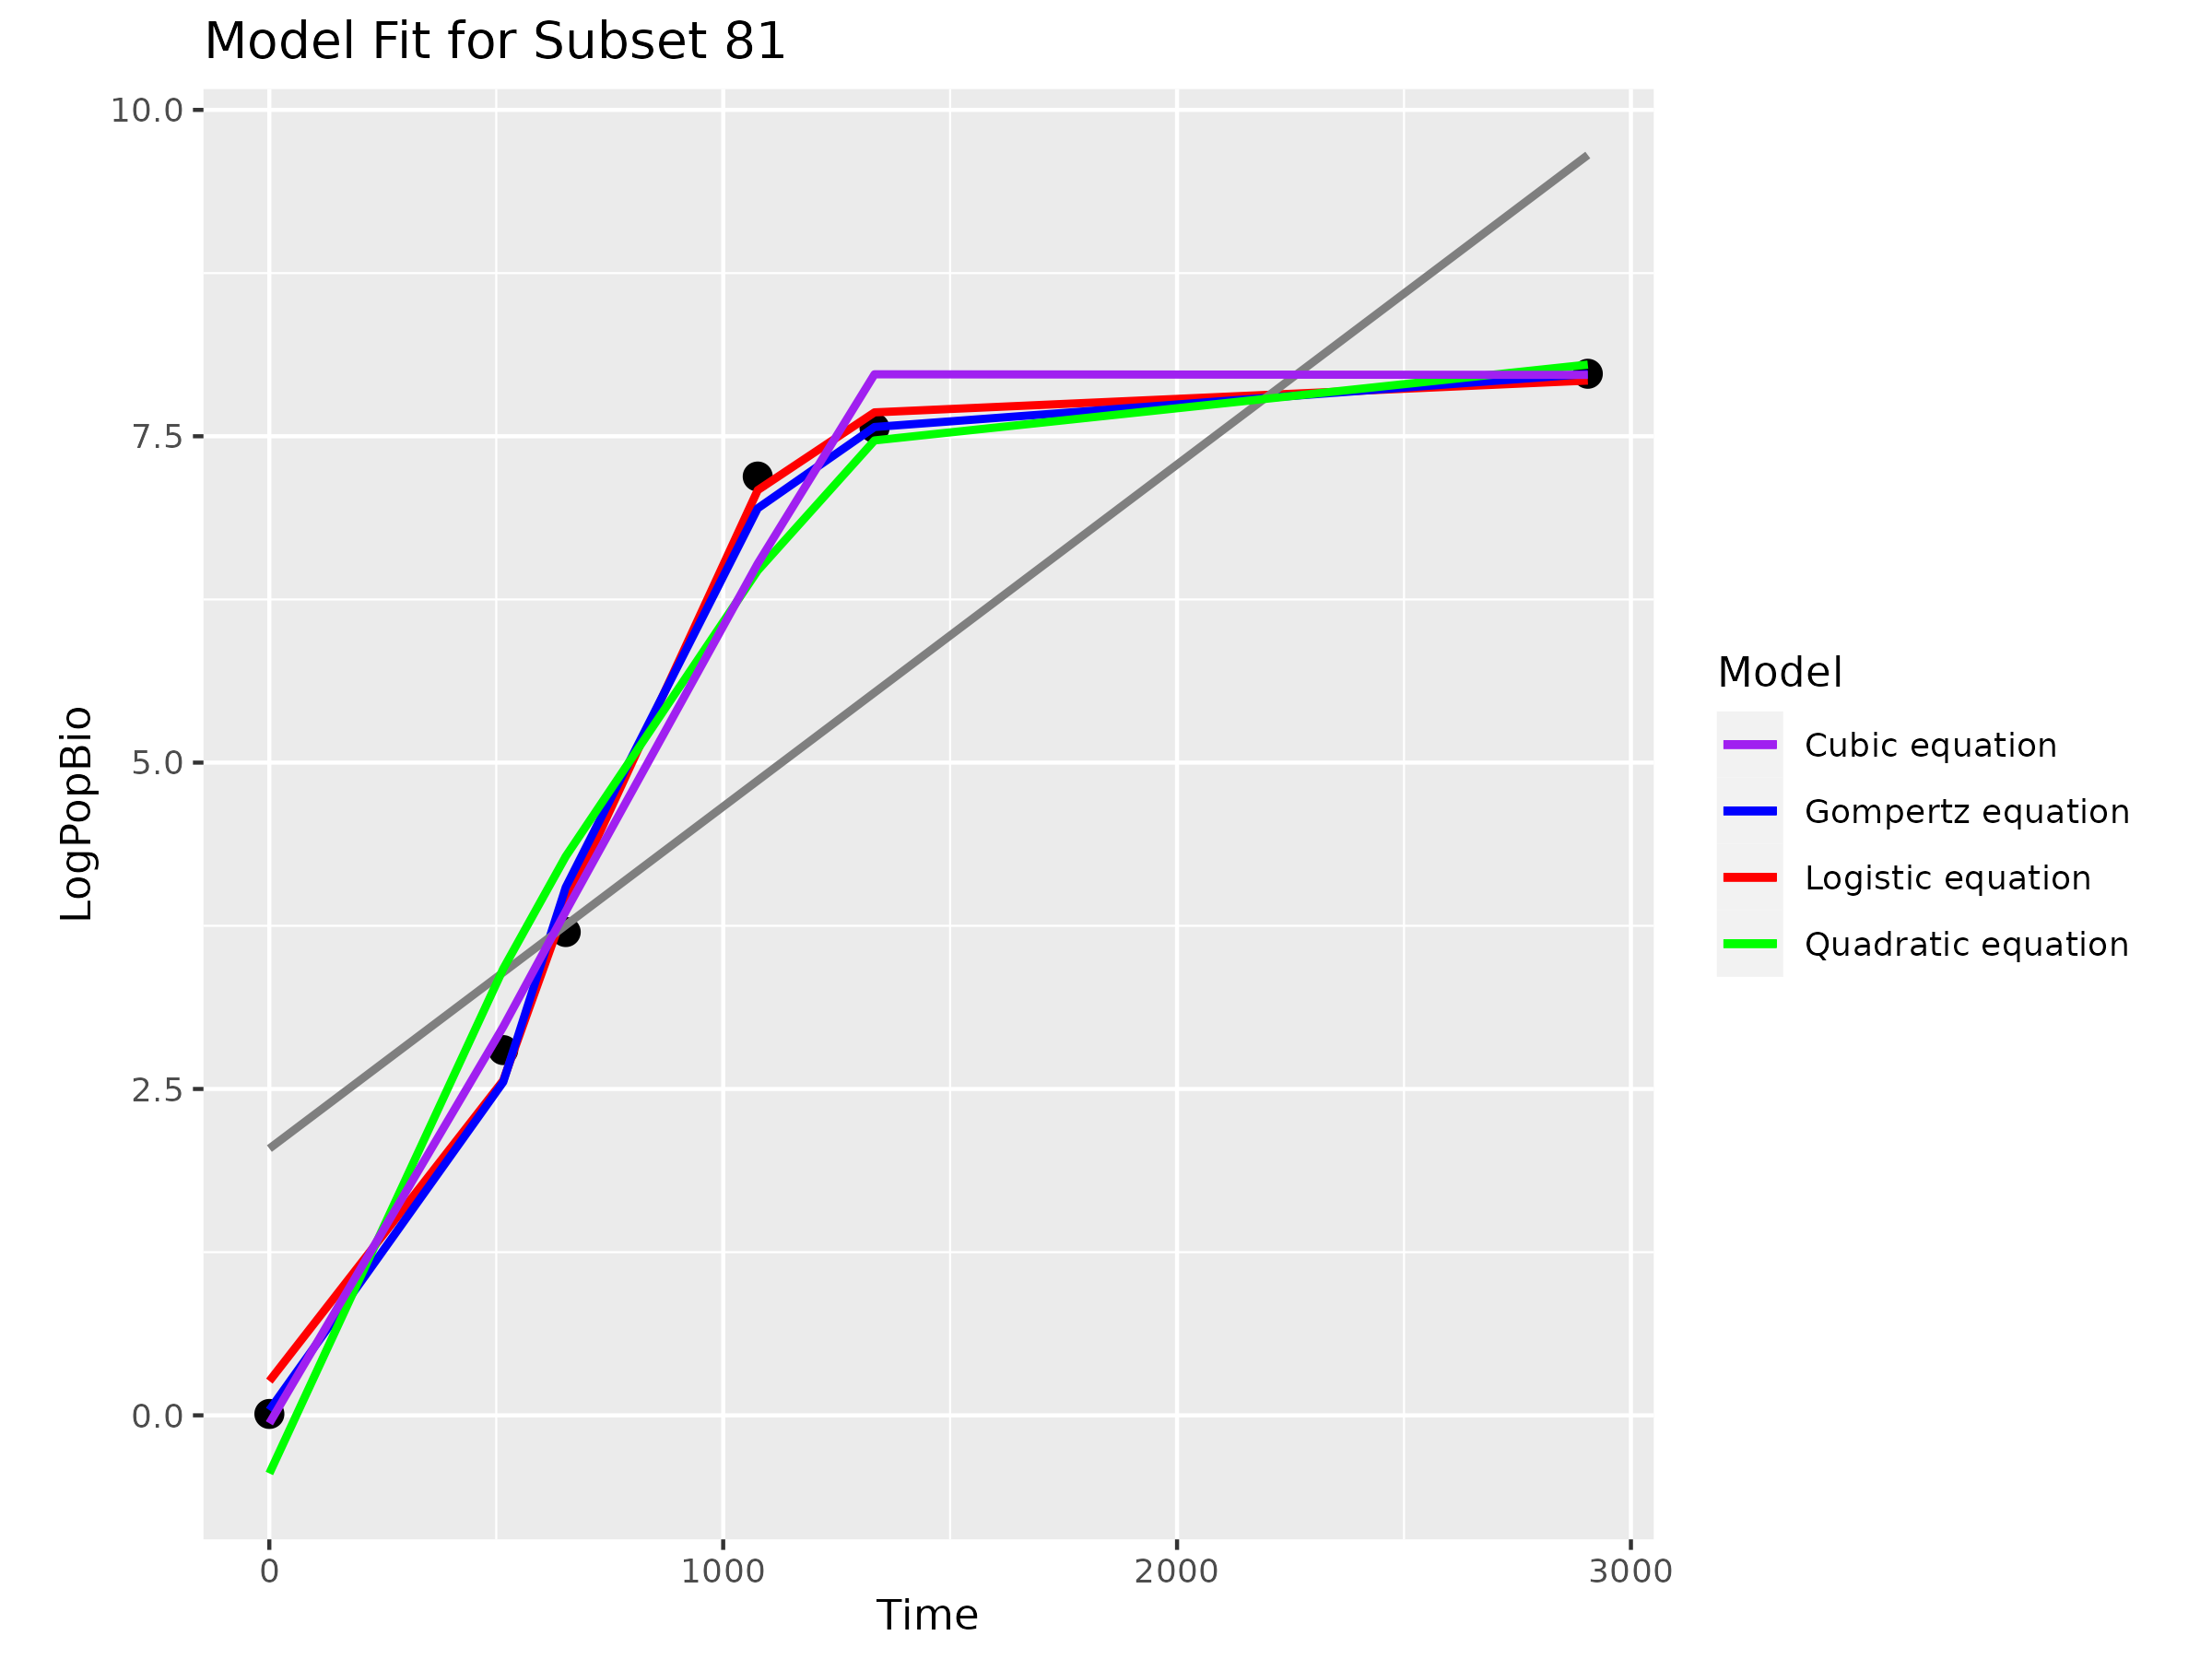 Model Fit for Subset 81
10.0
7.5
5.0
2.5
0.0
LogPopBio
0
1000
2000
3000
Time
Model
Cubic equation
Gompertz equation
Logistic equation
Quadratic equation